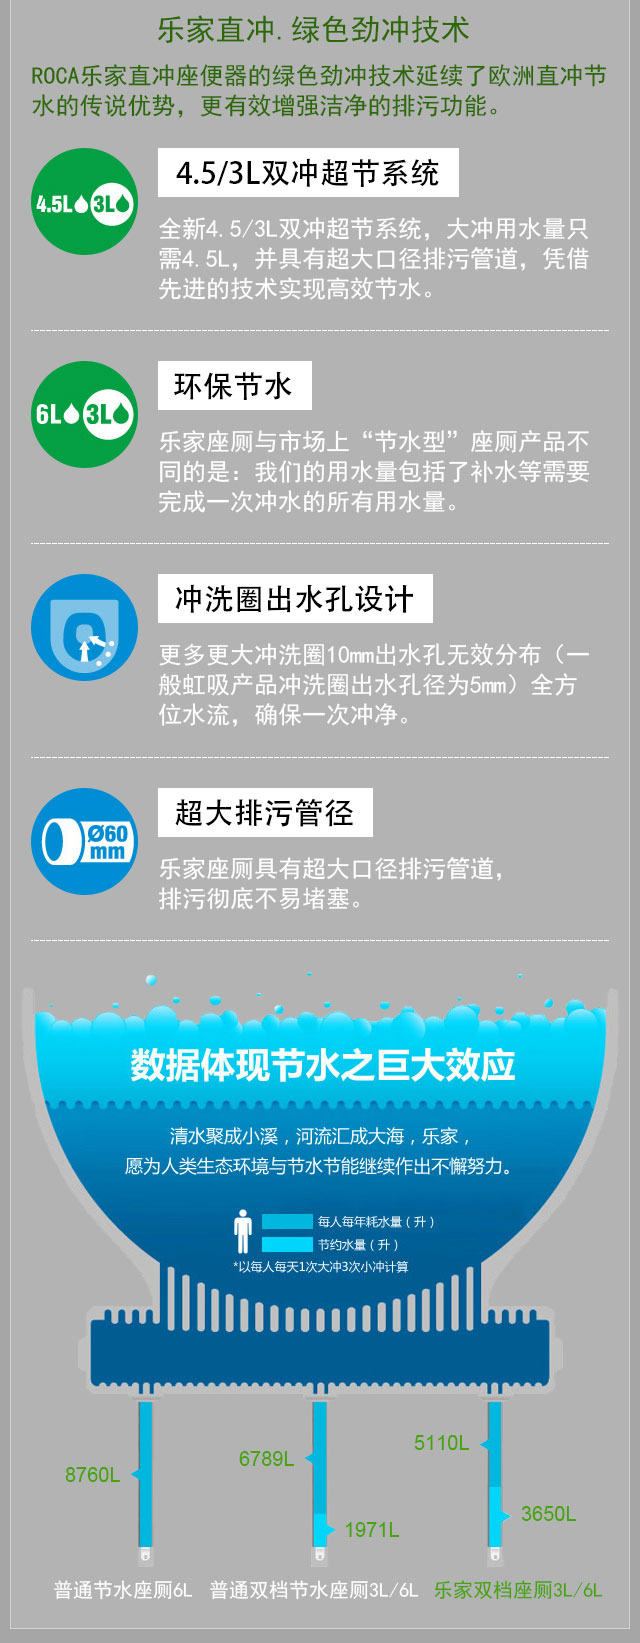 乐家直冲.绿色劲冲技术
ROCA乐家直冲座便器的绿色劲冲技术延续了欧洲直冲节
水的传说优势，更有效增强洁净的排污功能。
4.5L 3L
4.5/3L双冲超节系统
全新4.5/3L双冲超节系统，大冲用水量只
需4.5L，并具有超大口径排污管道，凭借
先进的技术实现高效节水。
6L 3L
环保节水
乐家座厕与市场上“节水型”座厕产品不
同的是：我们的用水量包括了补水等需要
完成一次冲水的所有用水量。
冲洗圈出水孔设计
更多更大冲洗圈10mm出水孔无效分布（一
般虹吸产品冲洗圈出水孔径为5mm）全方
位水流，确保一次冲净。
Ø60
mm
超大排污管径
乐家座厕具有超大口径排污管道，
排污彻底不易堵塞。
数据体现节水之巨大效应
清水聚成小溪，河流汇成大海，乐家，
愿为人类生态环境与节水节能继续作出不懈努力。
每人每年耗水量（升）
节约水量（升）
*以每人每天1次大冲3次小冲计算
8760L
6789L
1971L
5110L
3650L
普通节水座厕6L
普通双档节水座厕3L/6L
乐家双档座厕3L/6L